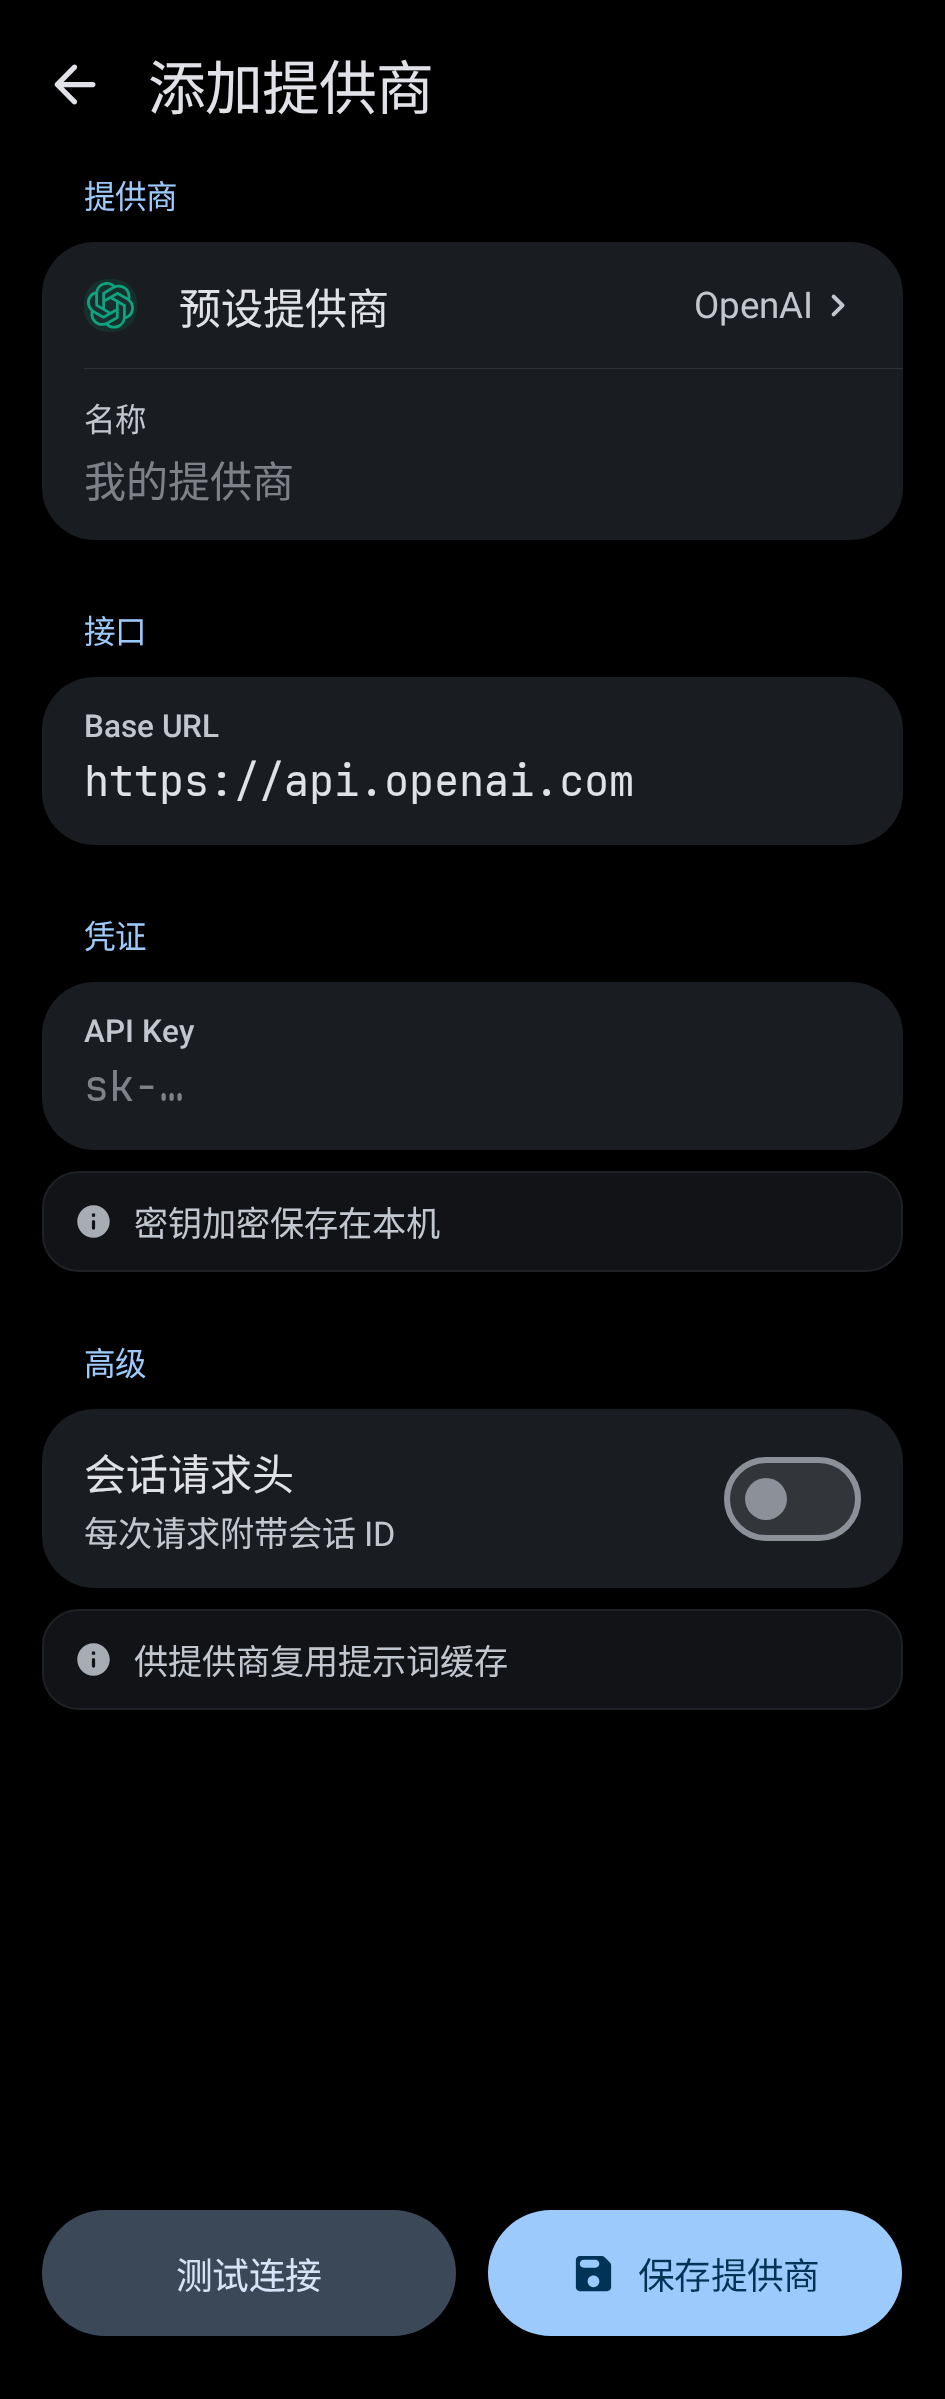 添加提供商
提供商
预设提供商 OpenAI
名称
我的提供商
接口
Base URL
https://api.openai.com
凭证
API Key
sk-…
密钥加密保存在本机
高级
会话请求头
每次请求附带会话 ID
供提供商复用提示词缓存
测试连接 保存提供商